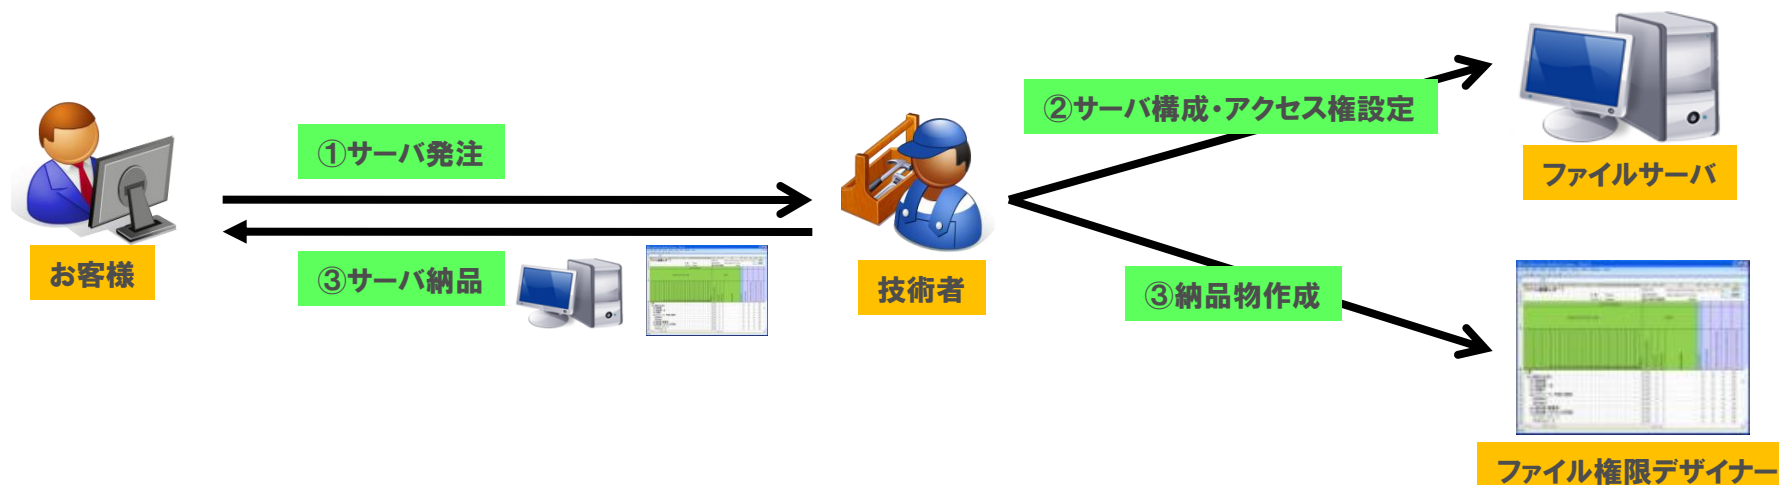 ①サーバ発注
②サーバ構成・アクセス権設定
ファイルサーバ
お客様
③サーバ納品
技術者
③納品物作成
ファイル権限デザイナー